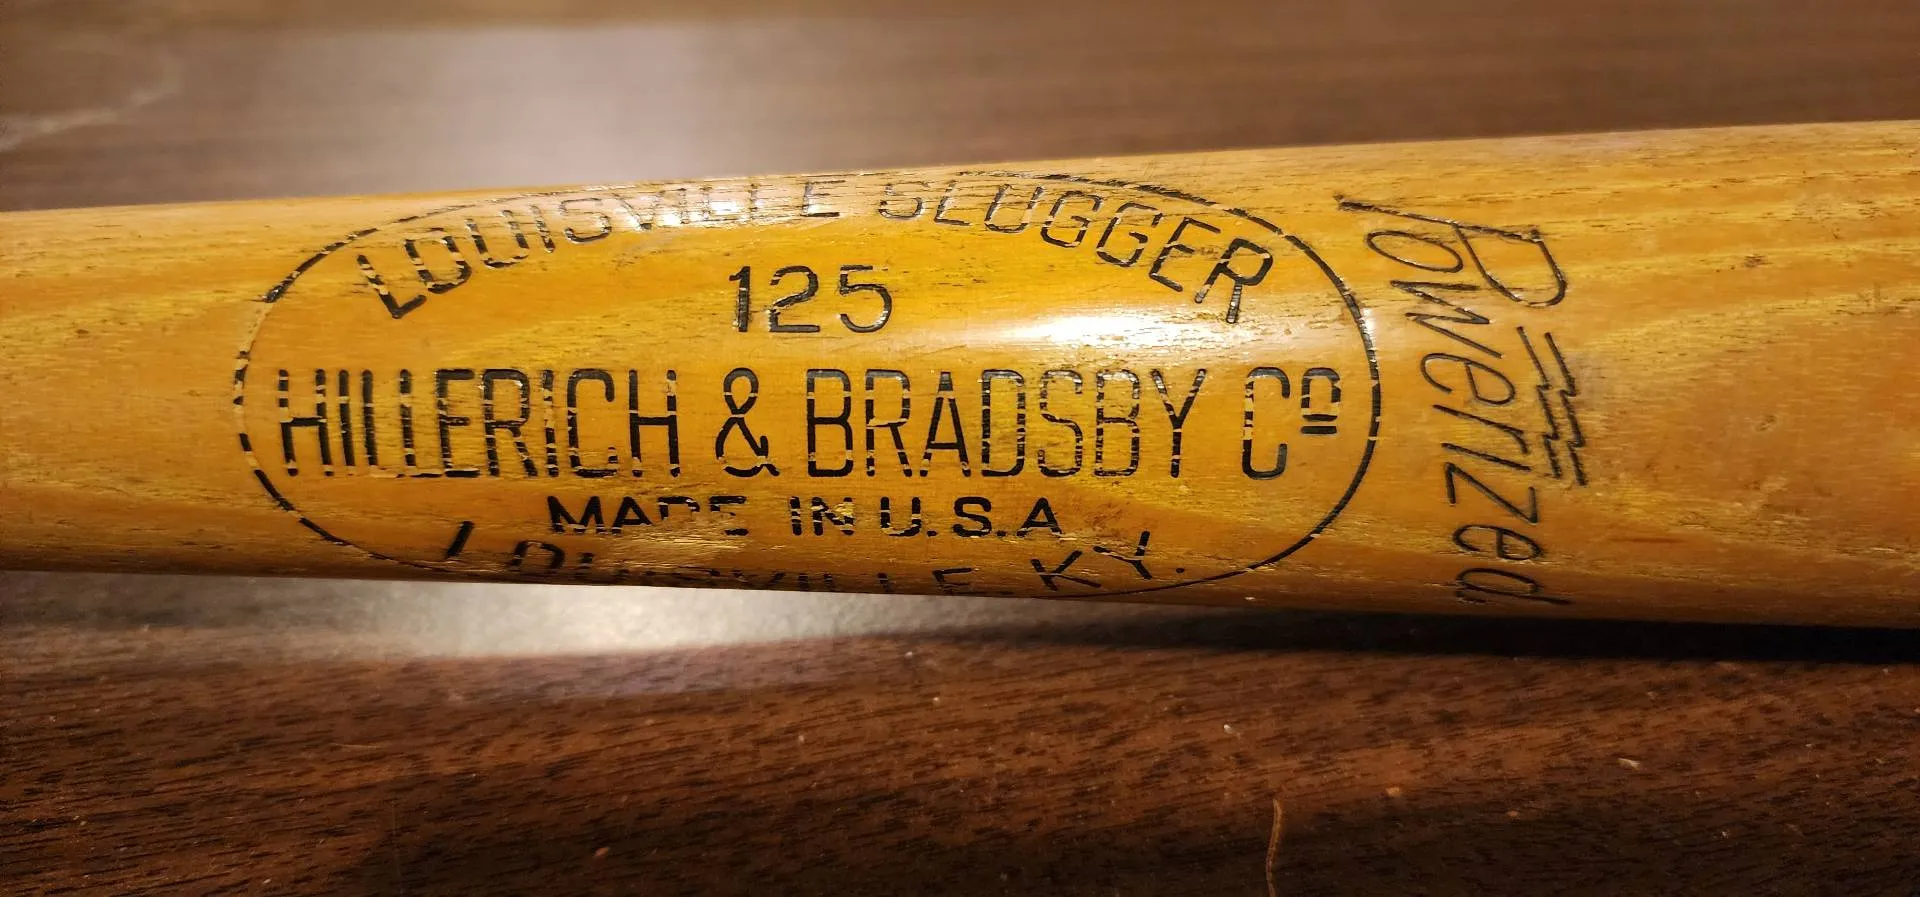 LOUISVILLE SLUGGER
125
HILLERICH & BRADSBY Cº
MADE IN U.S.A
LOUISVILLE. KY.
Powerized